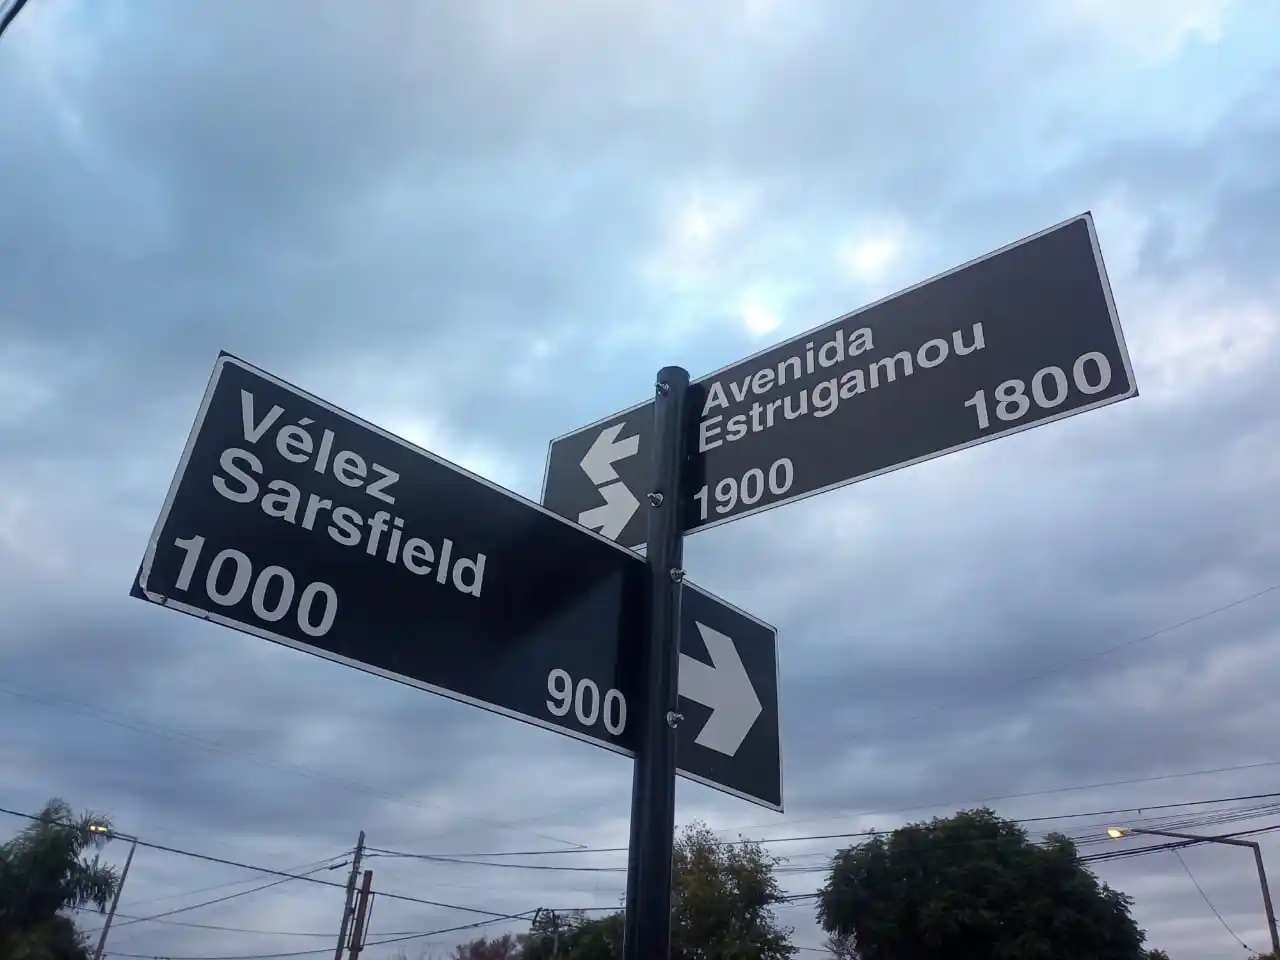 Vélez
Sarsfield
1000
900
Avenida
Estrugamou
1900
1800